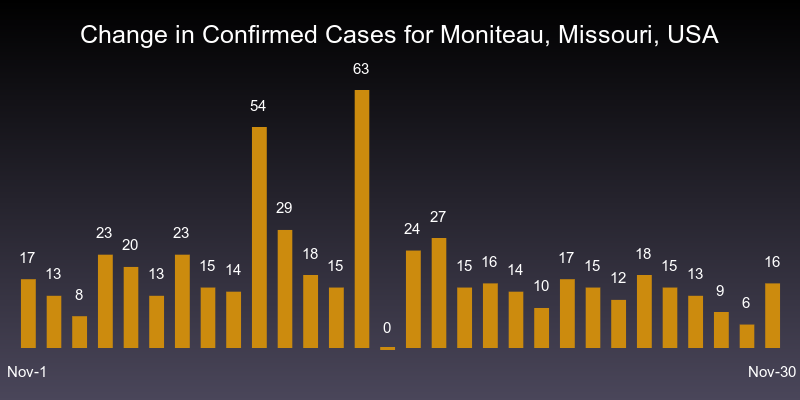 Change in Confirmed Cases for Moniteau, Missouri, USA
17 13 8 23 20 13 23 15 14 54 29 18 15 63 0 24 27 15 16 14 10 17 15 12 18 15 13 9 6 16
Nov-1 Nov-30